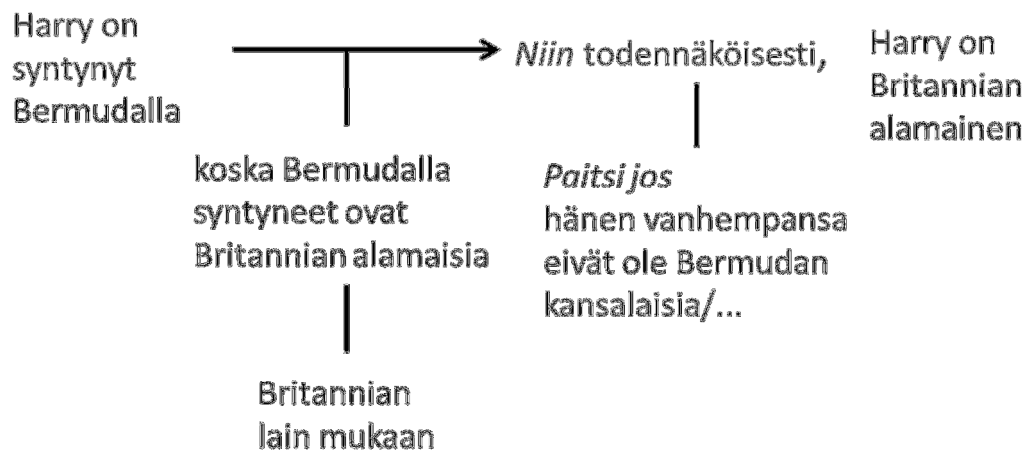 Harry on
syntynyt
Bermudalla
Niin todennäköisesti,
Harry on
Britannian
alamainen
koska Bermudalla
syntyneet ovat
Britannian alamaisia
Paitsi jos
hänen vanhempansa
eivät ole Bermudan
kansalaisia/...
Britannian
lain mukaan